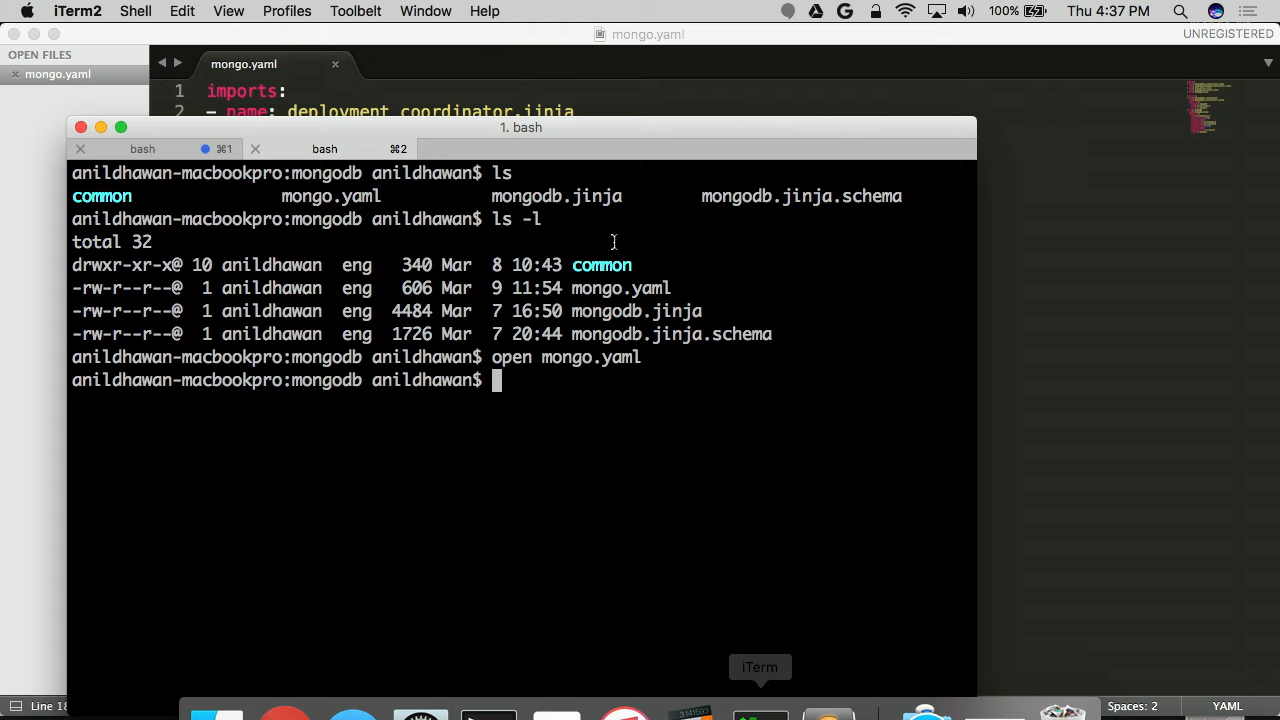 iTerm2 Shell Edit View Profiles Toolbelt Window Help 100% Thu 4:37 PM
mongo.yaml UNREGISTERED
OPEN FILES
mongo.yaml
mongo.yaml
1 imports:
2 - name: deployment_coordinator.jinja
1. bash
bash ⌘1 bash ⌘2
anildhawan-macbookpro:mongodb anildhawan$ ls
common mongo.yaml mongodb.jinja mongodb.jinja.schema
anildhawan-macbookpro:mongodb anildhawan$ ls -l
total 32
drwxr-xr-x@ 10 anildhawan eng 340 Mar 8 10:43 common
-rw-r--r--@ 1 anildhawan eng 606 Mar 9 11:54 mongo.yaml
-rw-r--r--@ 1 anildhawan eng 4484 Mar 7 16:50 mongodb.jinja
-rw-r--r--@ 1 anildhawan eng 1726 Mar 7 20:44 mongodb.jinja.schema
anildhawan-macbookpro:mongodb anildhawan$ open mongo.yaml
anildhawan-macbookpro:mongodb anildhawan$
iTerm
Line Spaces: 2 YAML
3.141593